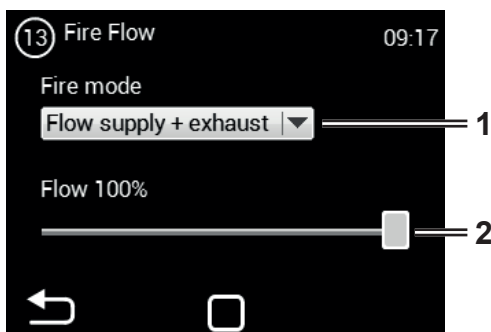 13 Fire Flow 09:17
Fire mode
Flow supply + exhaust 1
Flow 100%
2